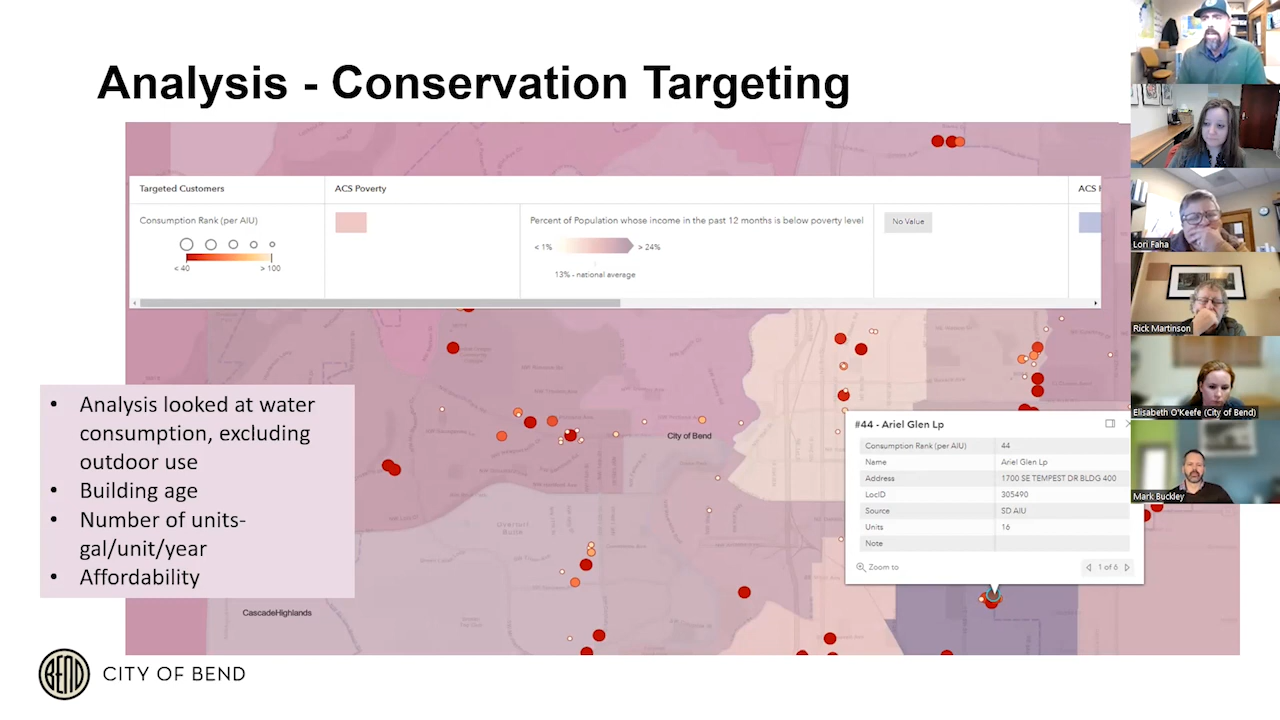 Analysis - Conservation Targeting
Targeted Customers
ACS Poverty
ACS
Consumption Rank (per AIU)
Percent of Population whose income in the past 12 months is below poverty level
No Value
< 1%
> 24%
< 40
> 100
13% - national average
City of Bend
CascadeHighlands
#44 - Ariel Glen Lp
Consumption Rank (per AIU) 44
Name Ariel Glen Lp
Address 1700 SE TEMPEST DR BLDG 400
LocID 305490
Source SD AIU
Units 16
Note
Zoom to
1 of 6
• Analysis looked at water
consumption, excluding
outdoor use
• Building age
• Number of units-
gal/unit/year
• Affordability
BEND
CITY OF BEND
Lori Faha
Rick Martinson
Elisabeth O'Keefe (City of Bend)
Mark Buckley